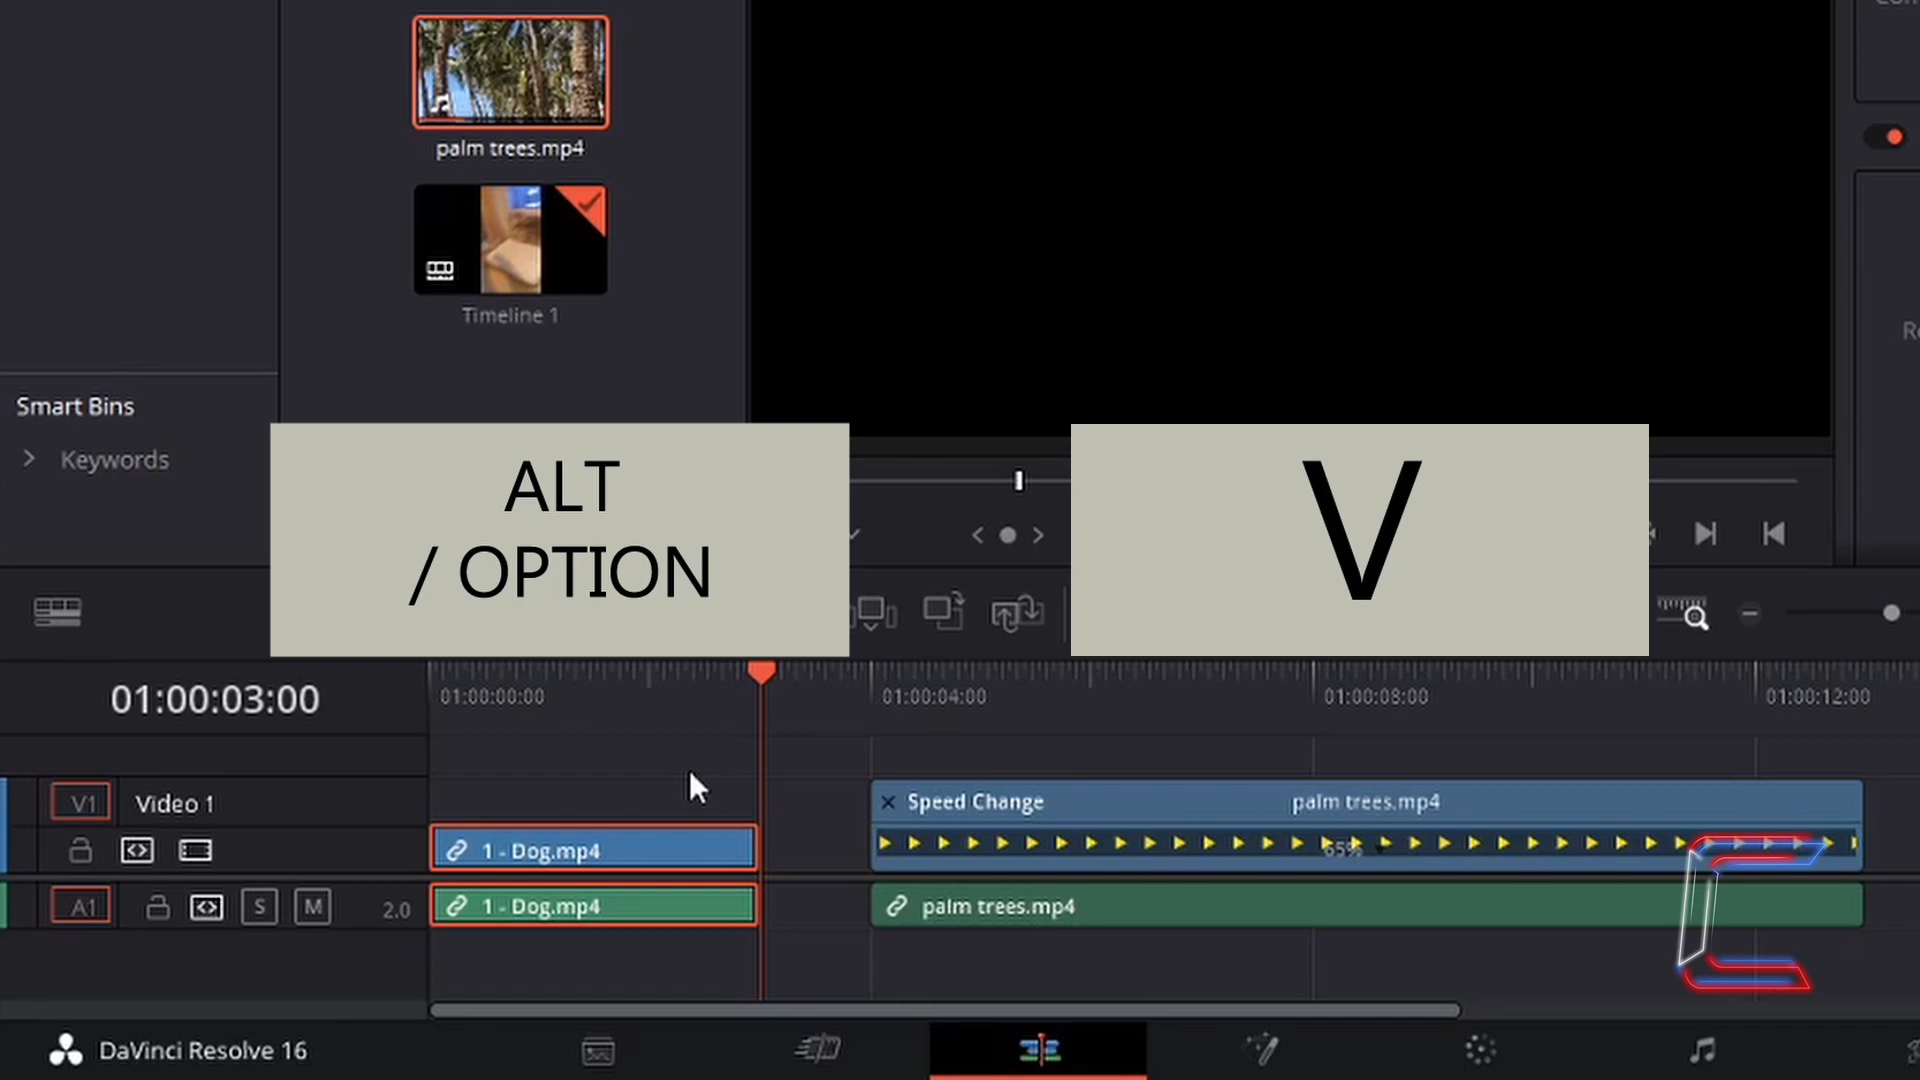 palm trees.mp4
Timeline 1
Smart Bins
Keywords
ALT
/ OPTION
V
01:00:03:00
01:00:00:00
01:00:04:00
01:00:08:00
01:00:12:00
V1
Video 1
Speed Change
palm trees.mp4
1 - Dog.mp4
65%
A1
S
M
2.0
1 - Dog.mp4
palm trees.mp4
DaVinci Resolve 16